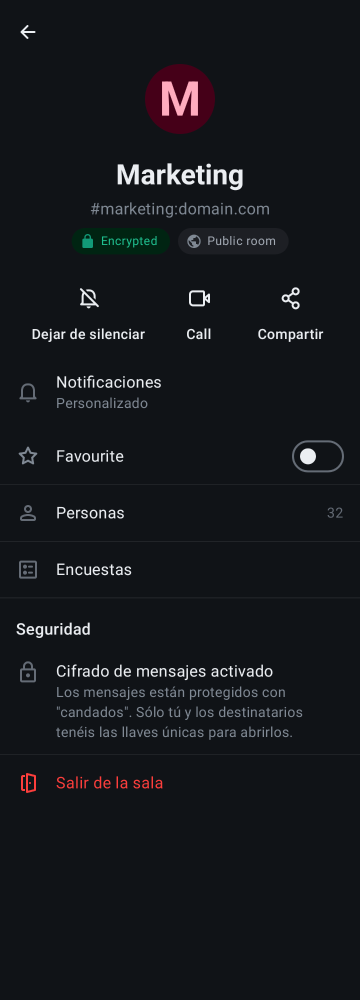 M
Marketing
#marketing:domain.com
Encrypted
Public room
Dejar de silenciar
Call
Compartir
Notificaciones
Personalizado
Favourite
Personas
32
Encuestas
Seguridad
Cifrado de mensajes activado
Los mensajes están protegidos con
"candados". Sólo tú y los destinatarios
tenéis las llaves únicas para abrirlos.
Salir de la sala